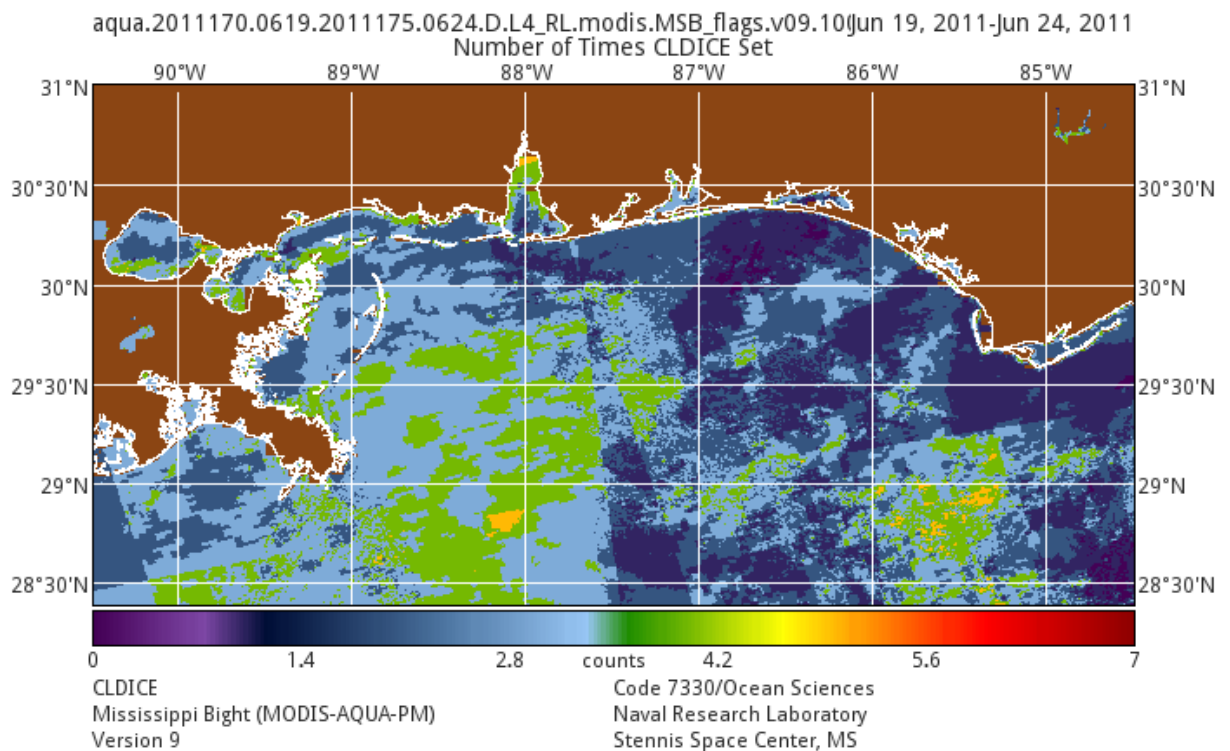 aqua.2011170.0619.2011175.0624.D.L4_RL.modis.MSB_flags.v09.10 Jun 19, 2011-Jun 24, 2011
Number of Times CLDICE Set
90°W 89°W 88°W 87°W 86°W 85°W
31°N 31°N
30°30'N 30°30'N
30°N 30°N
29°30'N 29°30'N
29°N 29°N
28°30'N 28°30'N
0 1.4 2.8 counts 4.2 5.6 7
CLDICE Code 7330/Ocean Sciences
Mississippi Bight (MODIS-AQUA-PM) Naval Research Laboratory
Version 9 Stennis Space Center, MS